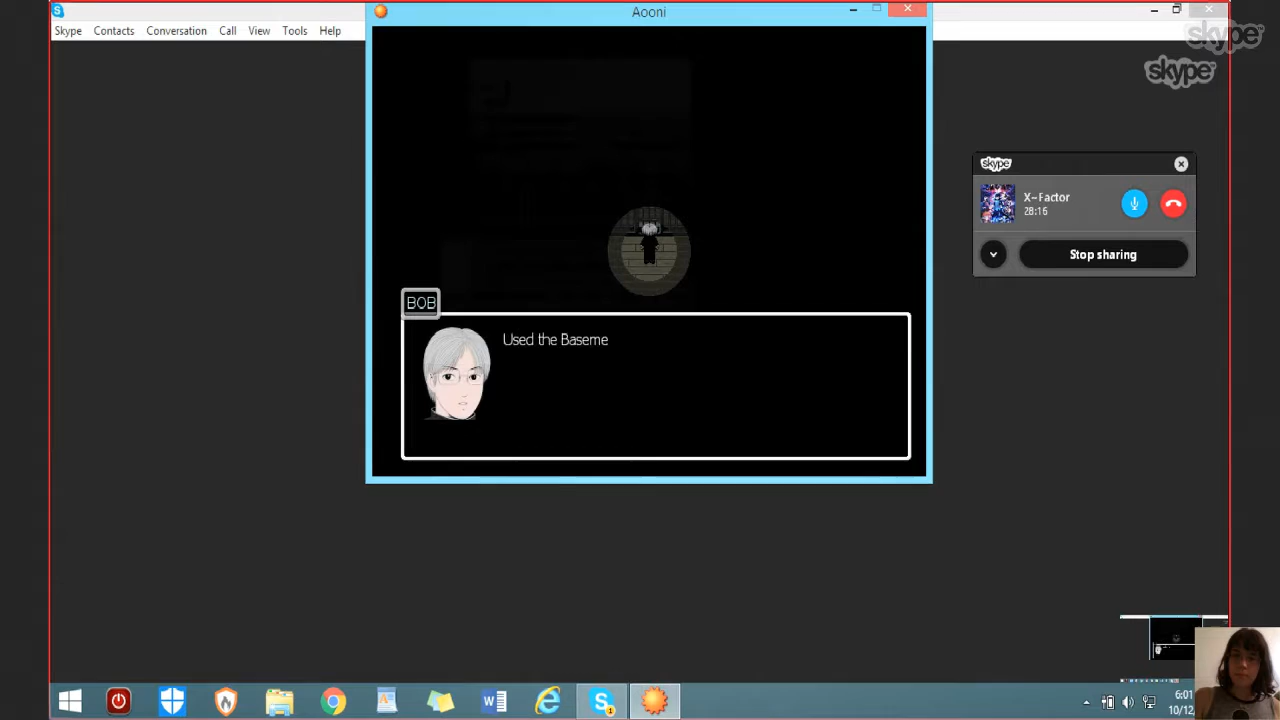 Aooni
Skype Contacts Conversation Call View Tools Help
skype
skype
skype
X-Factor
28:16
Stop sharing
BOB
Used the Baseme
6:01
10/12,